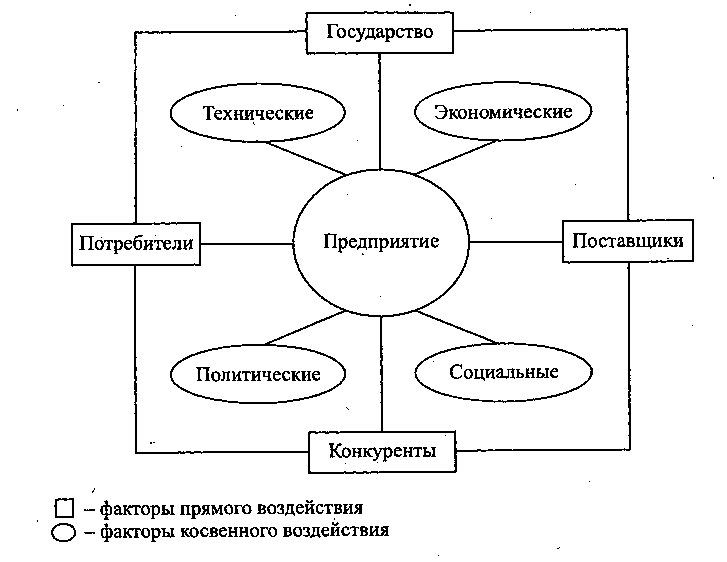 Государство
Технические
Экономические
Потребители
Предприятие
Поставщики
Политические
Социальные
Конкуренты
– факторы прямого воздействия
– факторы косвенного воздействия